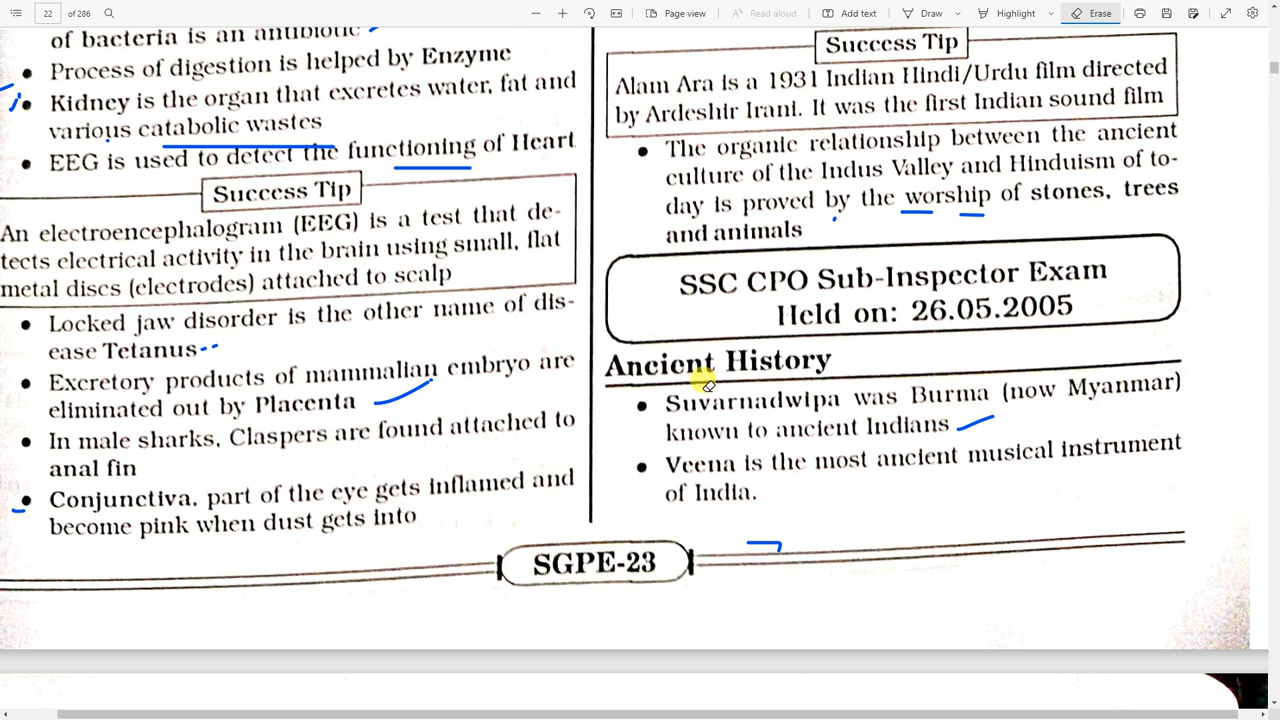 22 of 286 Page view Read aloud Add text Draw Highlight Erase
of bacteria is an antibiotic
• Process of digestion is helped by Enzyme
• Kidney is the organ that excretes water, fat and
various catabolic wastes
• EEG is used to detect the functioning of Heart
Success Tip
An electroencephalogram (EEG) is a test that de-
tects electrical activity in the brain using small, flat
metal discs (electrodes) attached to scalp
• Locked jaw disorder is the other name of dis-
ease Tetanus
• Excretory products of mammalian embryo are
eliminated out by Placenta
• In male sharks, Claspers are found attached to
anal fin
• Conjunctiva, part of the eye gets inflamed and
become pink when dust gets into
Success Tip
Alam Ara is a 1931 Indian Hindi/Urdu film directed
by Ardeshir Irani. It was the first Indian sound film
• The organic relationship between the ancient
culture of the Indus Valley and Hinduism of to-
day is proved by the worship of stones, trees
and animals
SSC CPO Sub-Inspector Exam
Held on: 26.05.2005
Ancient History
• Suvarnadwipa was Burma (now Myanmar)
known to ancient Indians
• Veena is the most ancient musical instrument
of India.
SGPE-23